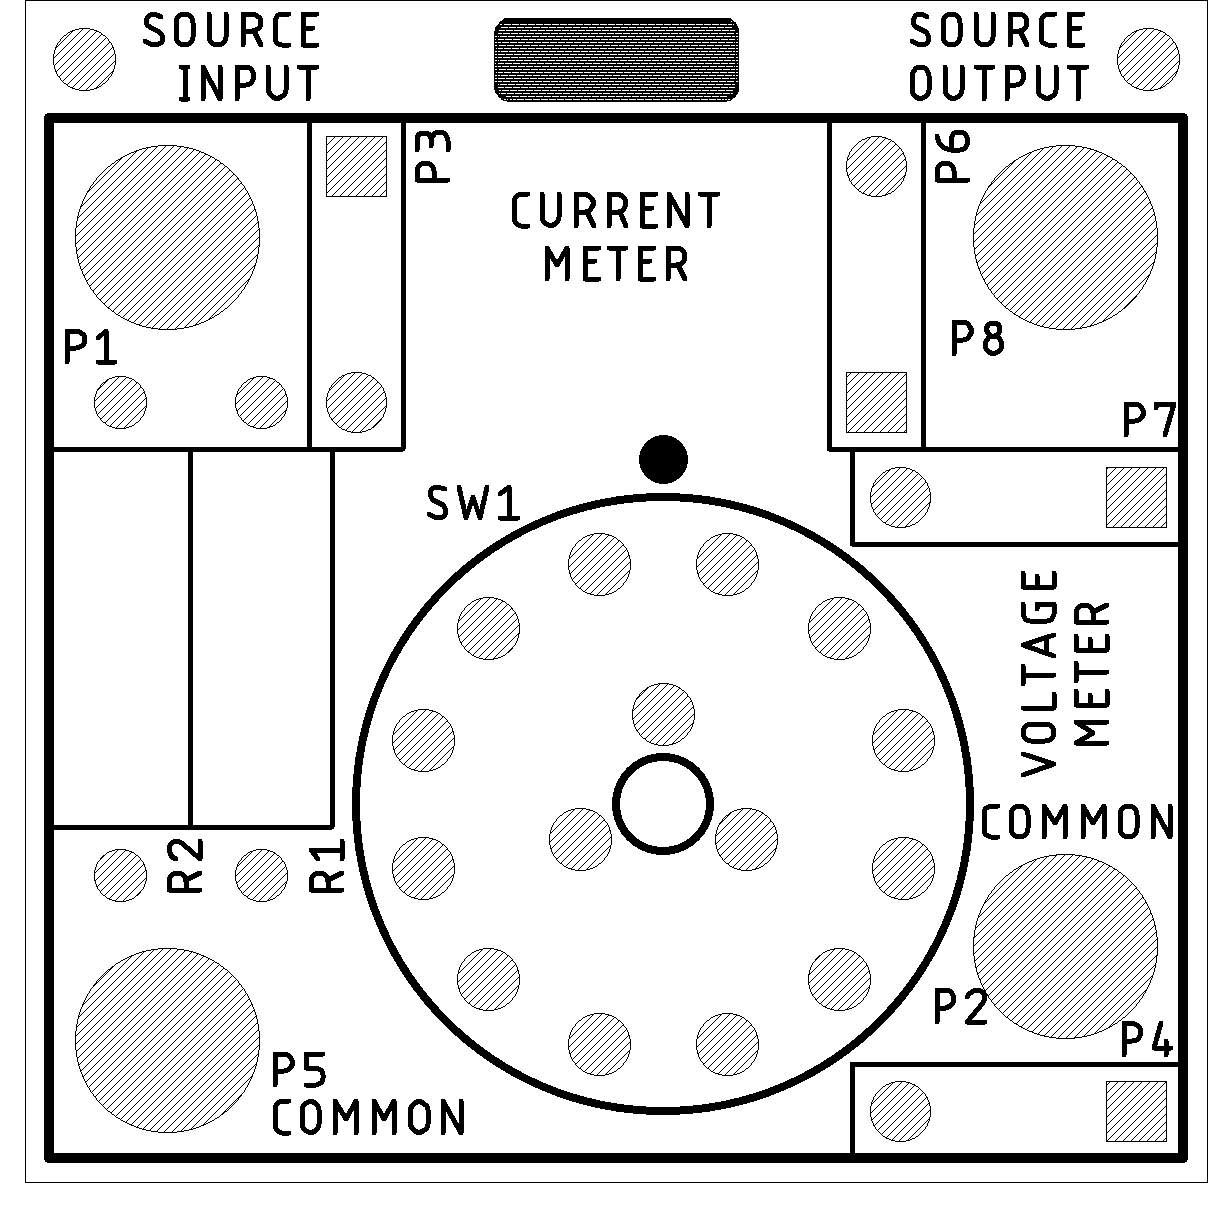 SOURCE
INPUT
SOURCE
OUTPUT
P3
P6
CURRENT
METER
P1
P8
P7
SW1
VOLTAGE
METER
COMMON
R2
R1
P2
P4
P5
COMMON